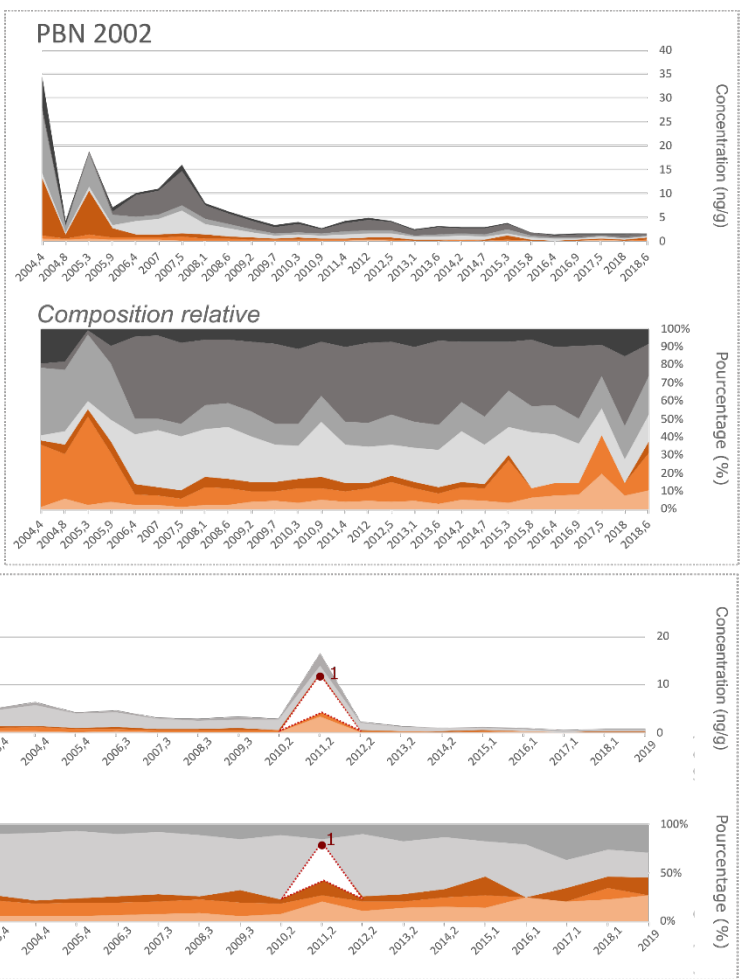 PBN 2002
40
35
30
25
20
15
10
5
0
Concentration (ng/g)
2004,4 2004,8 2005,3 2005,9 2006,4 2007 2007,5 2008,1 2008,6 2009,2 2009,7 2010,3 2010,9 2011,4 2012 2012,5 2013,1 2013,6 2014,2 2014,7 2015,3 2015,8 2016,4 2016,9 2017,5 2018 2018,6
Composition relative
100%
90%
80%
70%
60%
50%
40%
30%
20%
10%
0%
Pourcentage (%)
2004,4 2004,8 2005,3 2005,9 2006,4 2007 2007,5 2008,1 2008,6 2009,2 2009,7 2010,3 2010,9 2011,4 2012 2012,5 2013,1 2013,6 2014,2 2014,7 2015,3 2015,8 2016,4 2016,9 2017,5 2018 2018,6
20
10
0
Concentration (ng/g)
1
2004,4 2005,4 2006,3 2007,3 2008,3 2009,3 2010,2 2011,2 2012,2 2013,2 2014,2 2015,1 2016,1 2017,1 2018,1 2019
100%
50%
0%
Pourcentage (%)
1
2004,4 2005,4 2006,3 2007,3 2008,3 2009,3 2010,2 2011,2 2012,2 2013,2 2014,2 2015,1 2016,1 2017,1 2018,1 2019